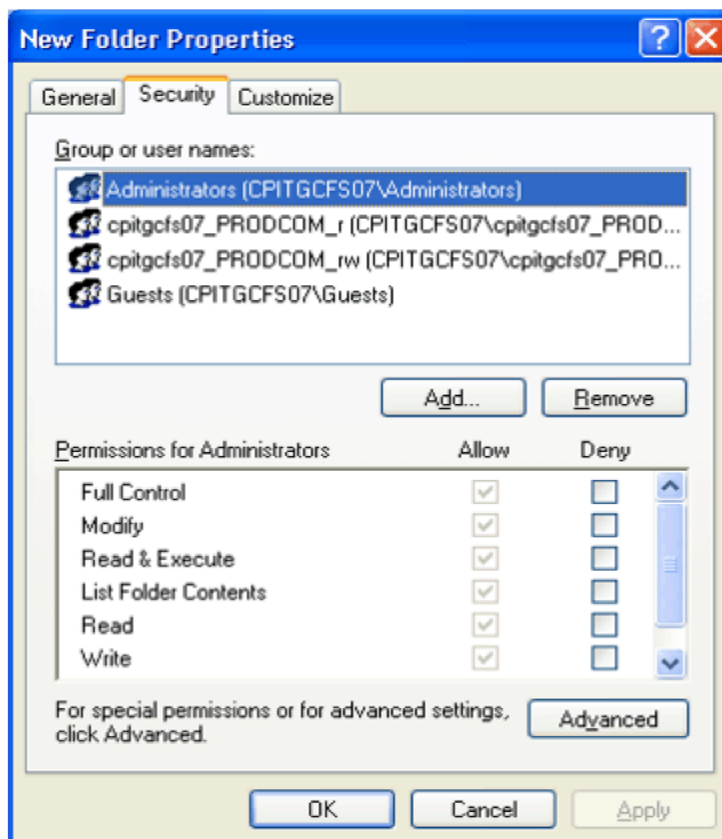 New Folder Properties
General Security Customize
Group or user names:
Administrators (CPITGCFS07\Administrators)
cpitgcfs07_PRODCOM_r (CPITGCFS07\cpitgcfs07_PROD...
cpitgcfs07_PRODCOM_rw (CPITGCFS07\cpitgcfs07_PRO...
Guests (CPITGCFS07\Guests)
Add... Remove
Permissions for Administrators Allow Deny
Full Control
Modify
Read & Execute
List Folder Contents
Read
Write
For special permissions or for advanced settings,
click Advanced.
Advanced
OK Cancel Apply